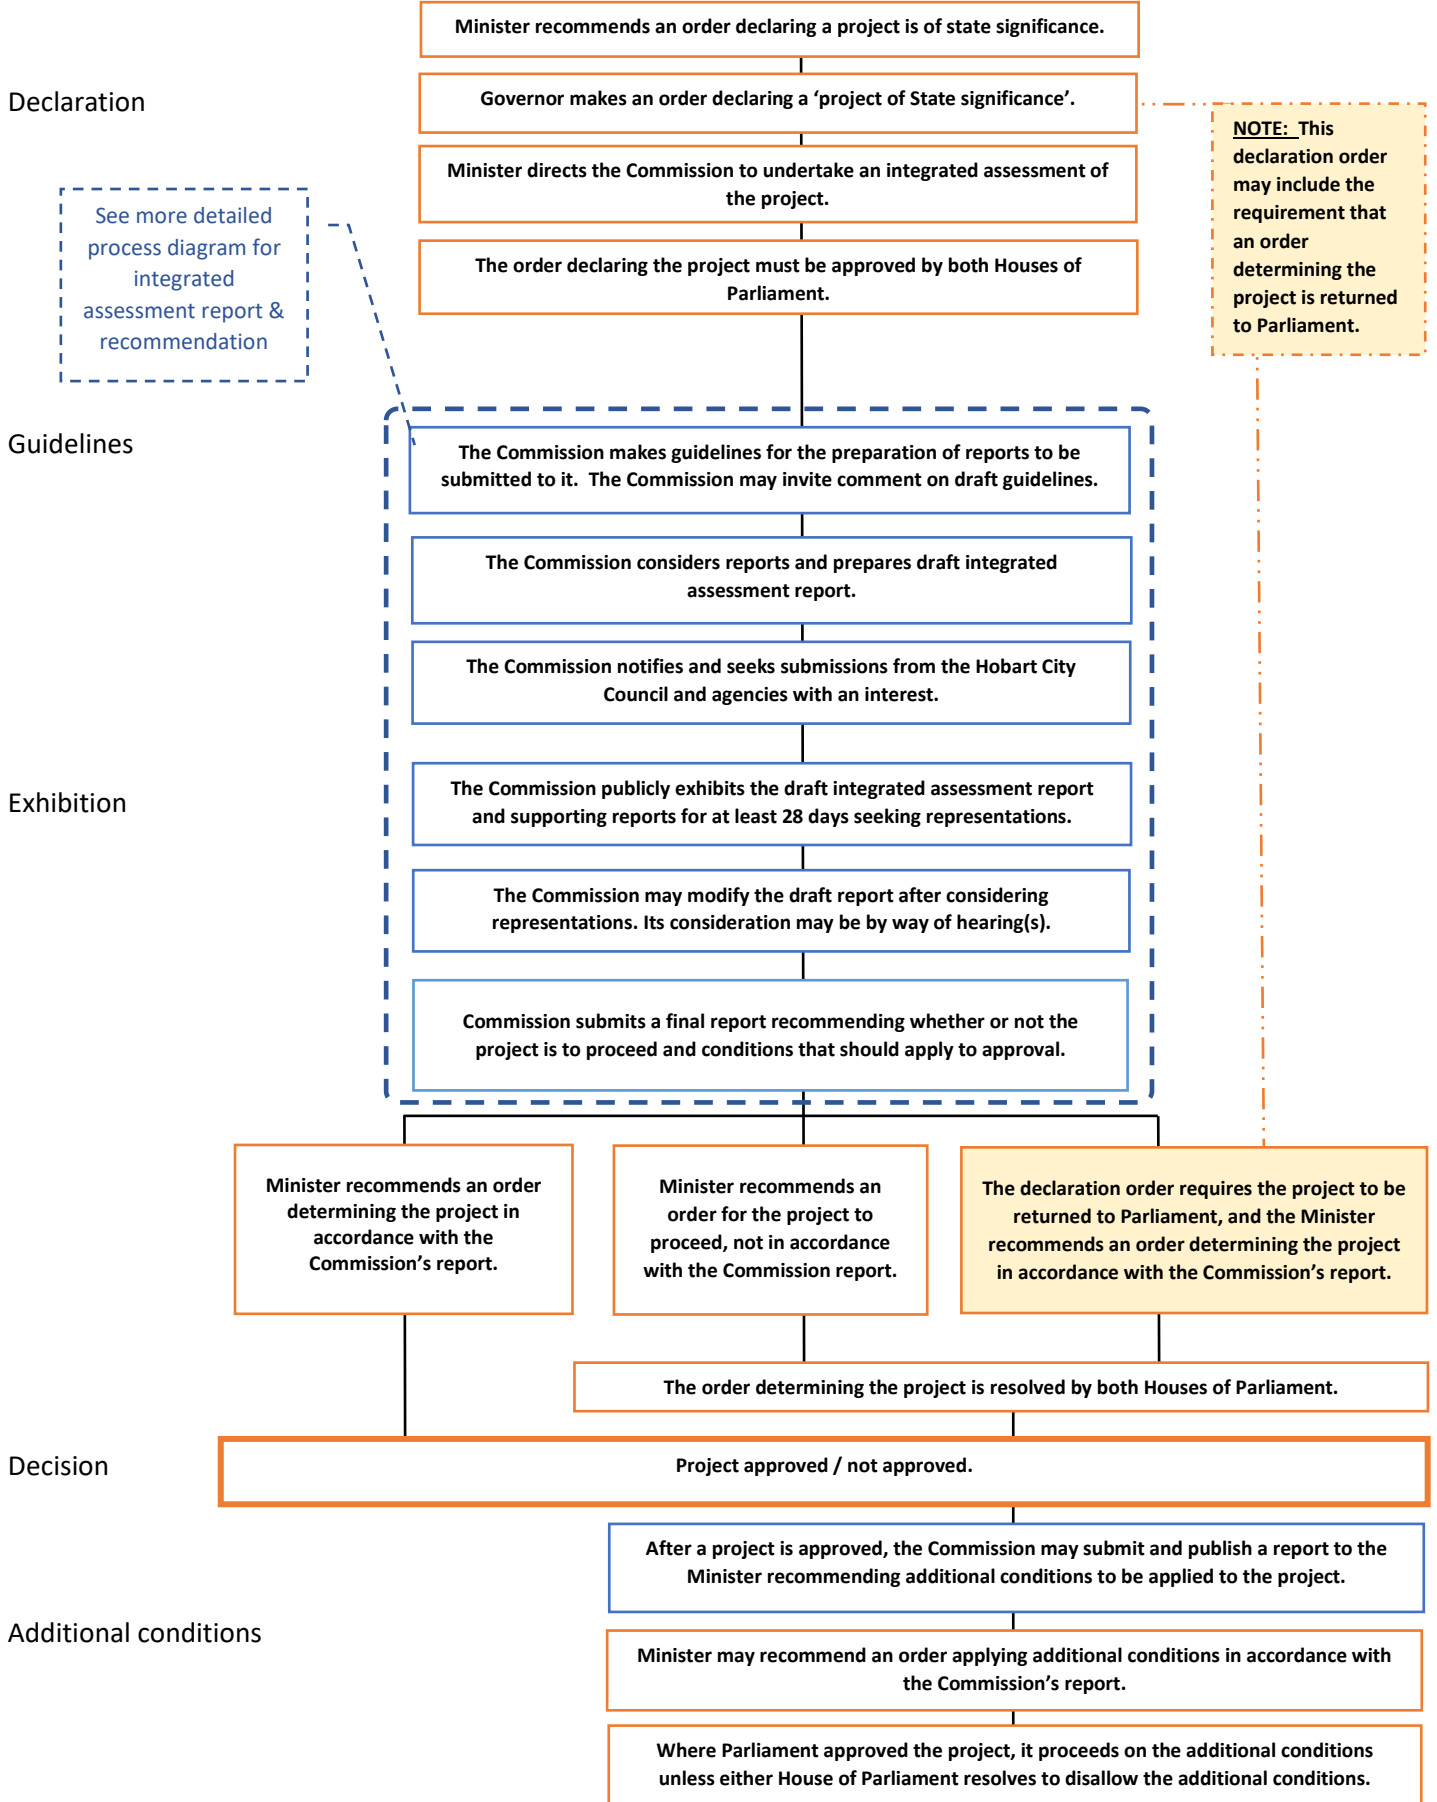 Minister recommends an order declaring a project is of state significance.
Declaration
Governor makes an order declaring a ‘project of State significance’.
NOTE:  This
declaration order
may include the
requirement that
an order
determining the
project is returned
to Parliament.
Minister directs the Commission to undertake an integrated assessment of
the project.
See more detailed
process diagram for
integrated
assessment report &
recommendation
The order declaring the project must be approved by both Houses of
Parliament.
Guidelines
The Commission makes guidelines for the preparation of reports to be
submitted to it.  The Commission may invite comment on draft guidelines.
The Commission considers reports and prepares draft integrated
assessment report.
The Commission notifies and seeks submissions from the Hobart City
Council and agencies with an interest.
Exhibition
The Commission publicly exhibits the draft integrated assessment report
and supporting reports for at least 28 days seeking representations.
The Commission may modify the draft report after considering
representations. Its consideration may be by way of hearing(s).
Commission submits a final report recommending whether or not the
project is to proceed and conditions that should apply to approval.
Minister recommends an order
determining the project in
accordance with the
Commission’s report.
Minister recommends an
order for the project to
proceed, not in accordance
with the Commission report.
The declaration order requires the project to be
returned to Parliament, and the Minister
recommends an order determining the project
in accordance with the Commission’s report.
The order determining the project is resolved by both Houses of Parliament.
Decision
Project approved / not approved.
After a project is approved, the Commission may submit and publish a report to the
Minister recommending additional conditions to be applied to the project.
Additional conditions
Minister may recommend an order applying additional conditions in accordance with
the Commission’s report.
Where Parliament approved the project, it proceeds on the additional conditions
unless either House of Parliament resolves to disallow the additional conditions.